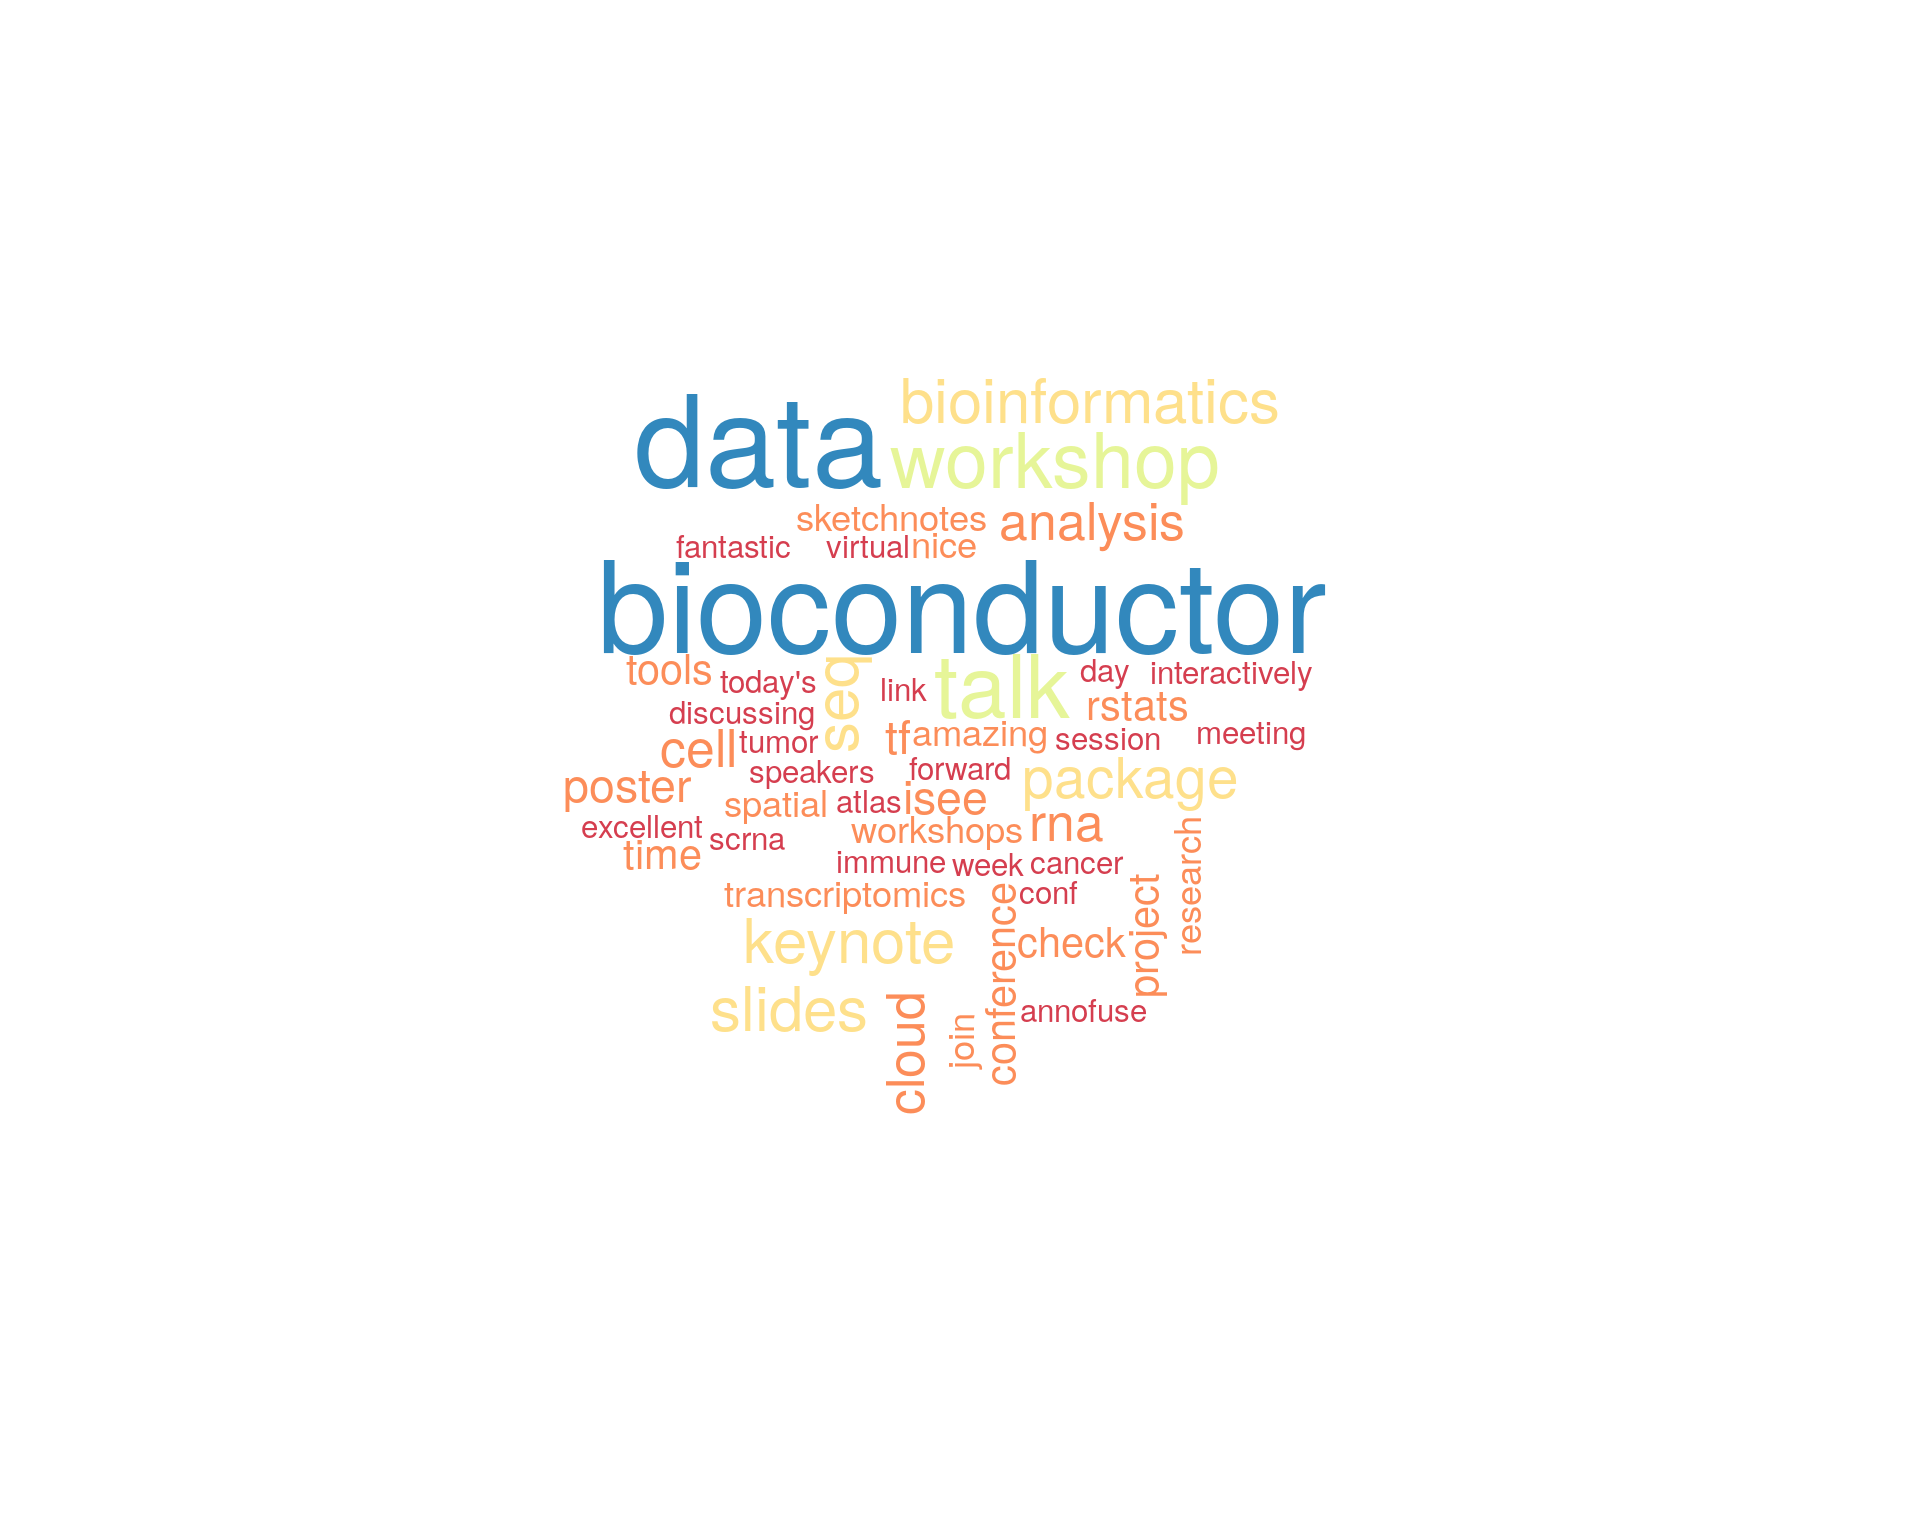 bioinformatics
data
workshop
sketchnotes
analysis
fantastic
virtual
nice
bioconductor
tools
today's
seq
link
talk
day
interactively
discussing
rstats
cell
tumor
tf
amazing
session
meeting
speakers
forward
package
poster
spatial
atlas
isee
excellent
scrna
workshops
rna
research
time
immune
week
cancer
transcriptomics
conference
conf
project
keynote
check
slides
cloud
join
annofuse